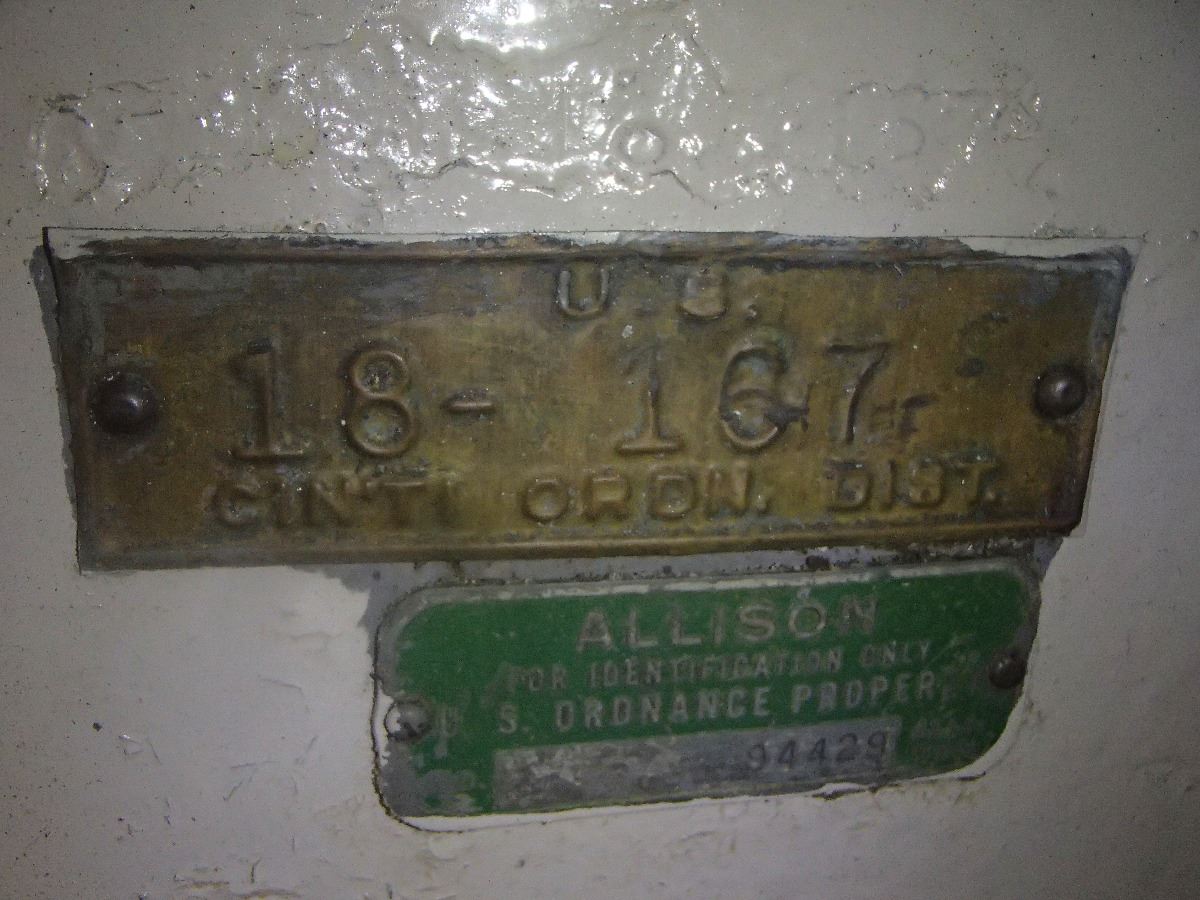 U.S.
18-167
CIN'TI ORDN. DIST.
ALLISON
FOR IDENTIFICATION ONLY
U S. ORDNANCE PROPER
94429